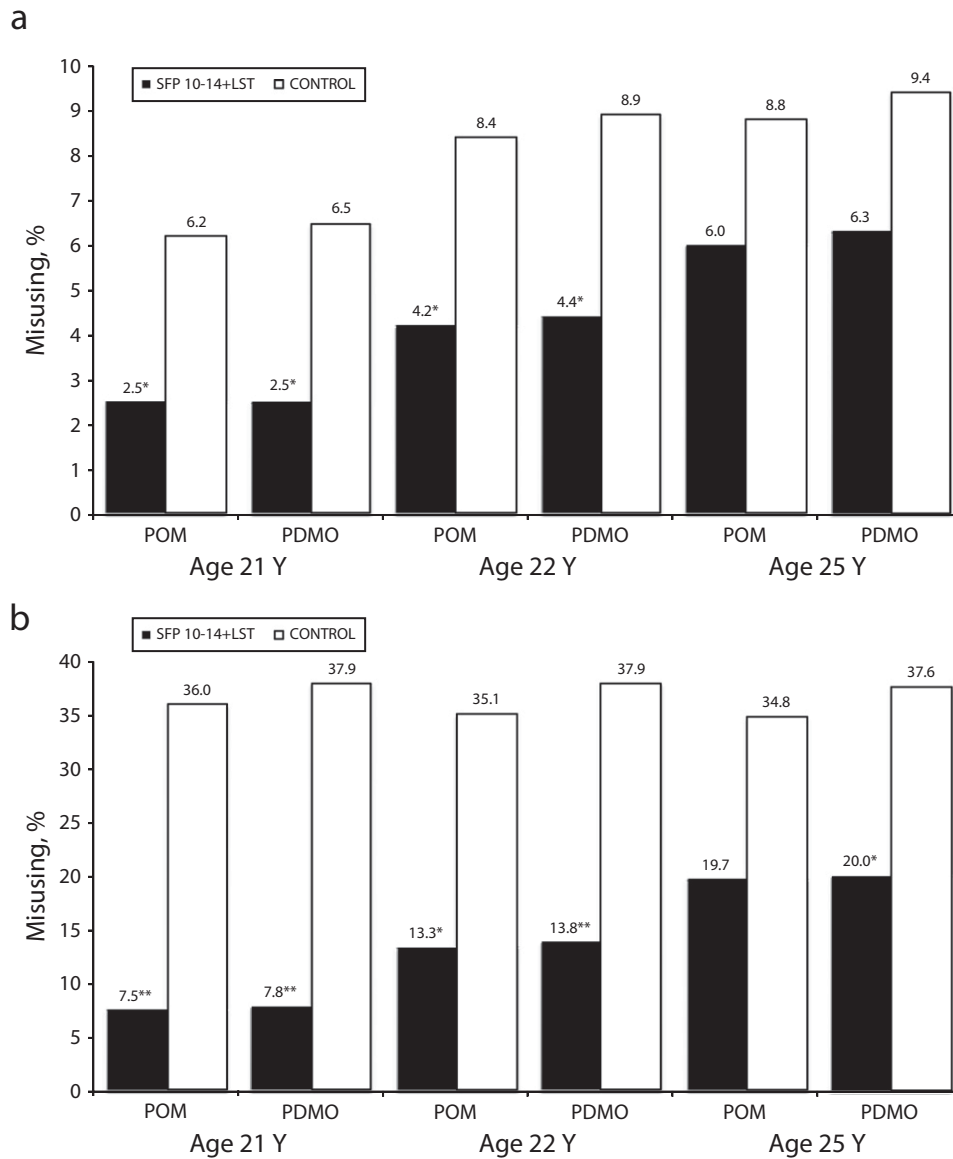 a
SFP 10-14+LST CONTROL
Misusing, %
10
9
8
7
6
5
4
3
2
1
0
2.5* 6.2 2.5* 6.5 4.2* 8.4 4.4* 8.9 6.0 8.8 6.3 9.4
POM PDMO POM PDMO POM PDMO
Age 21 Y Age 22 Y Age 25 Y
b
SFP 10-14+LST CONTROL
Misusing, %
40
35
30
25
20
15
10
5
0
7.5** 36.0 7.8** 37.9 13.3* 35.1 13.8** 37.9 19.7 34.8 20.0* 37.6
POM PDMO POM PDMO POM PDMO
Age 21 Y Age 22 Y Age 25 Y